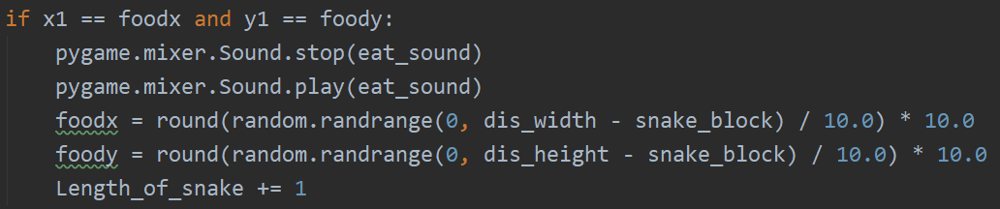 if x1 == foodx and y1 == foody:
    pygame.mixer.Sound.stop(eat_sound)
    pygame.mixer.Sound.play(eat_sound)
    foodx = round(random.randrange(0, dis_width - snake_block) / 10.0) * 10.0
    foody = round(random.randrange(0, dis_height - snake_block) / 10.0) * 10.0
    Length_of_snake += 1